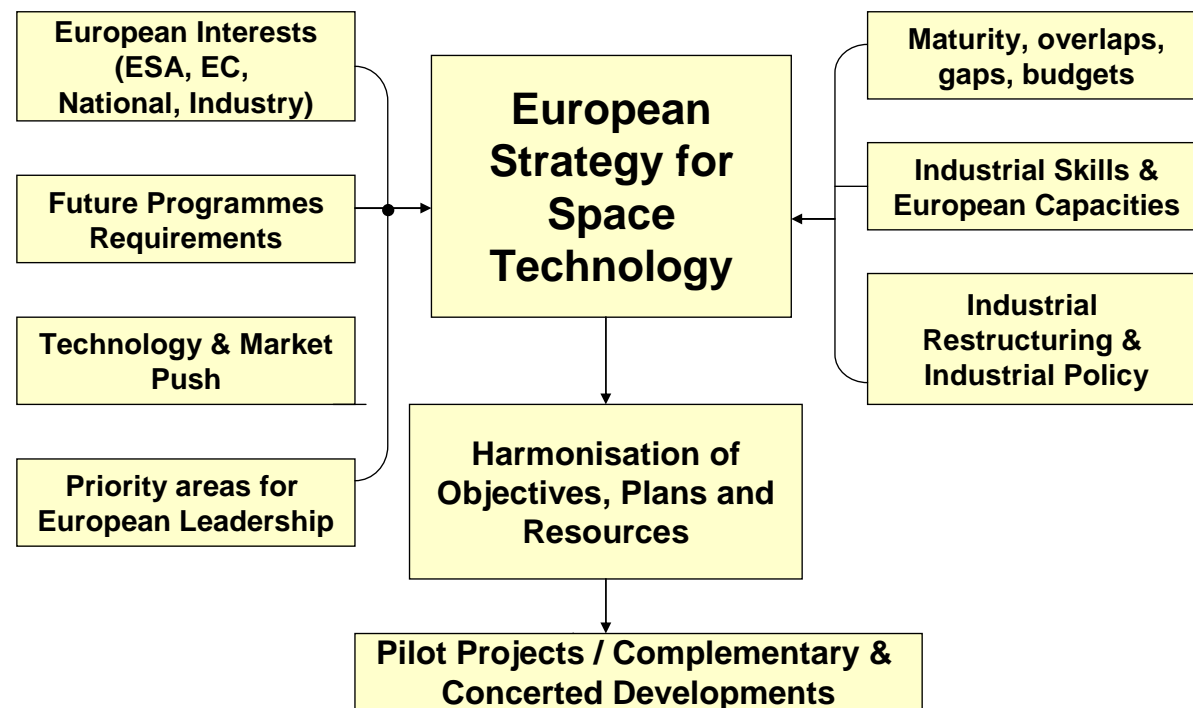 European Interests
(ESA, EC,
National, Industry)
Future Programmes
Requirements
Technology & Market
Push
Priority areas for
European Leadership
European
Strategy for
Space
Technology
Harmonisation of
Objectives, Plans and
Resources
Pilot Projects / Complementary &
Concerted Developments
Maturity, overlaps,
gaps, budgets
Industrial Skills &
European Capacities
Industrial
Restructuring &
Industrial Policy